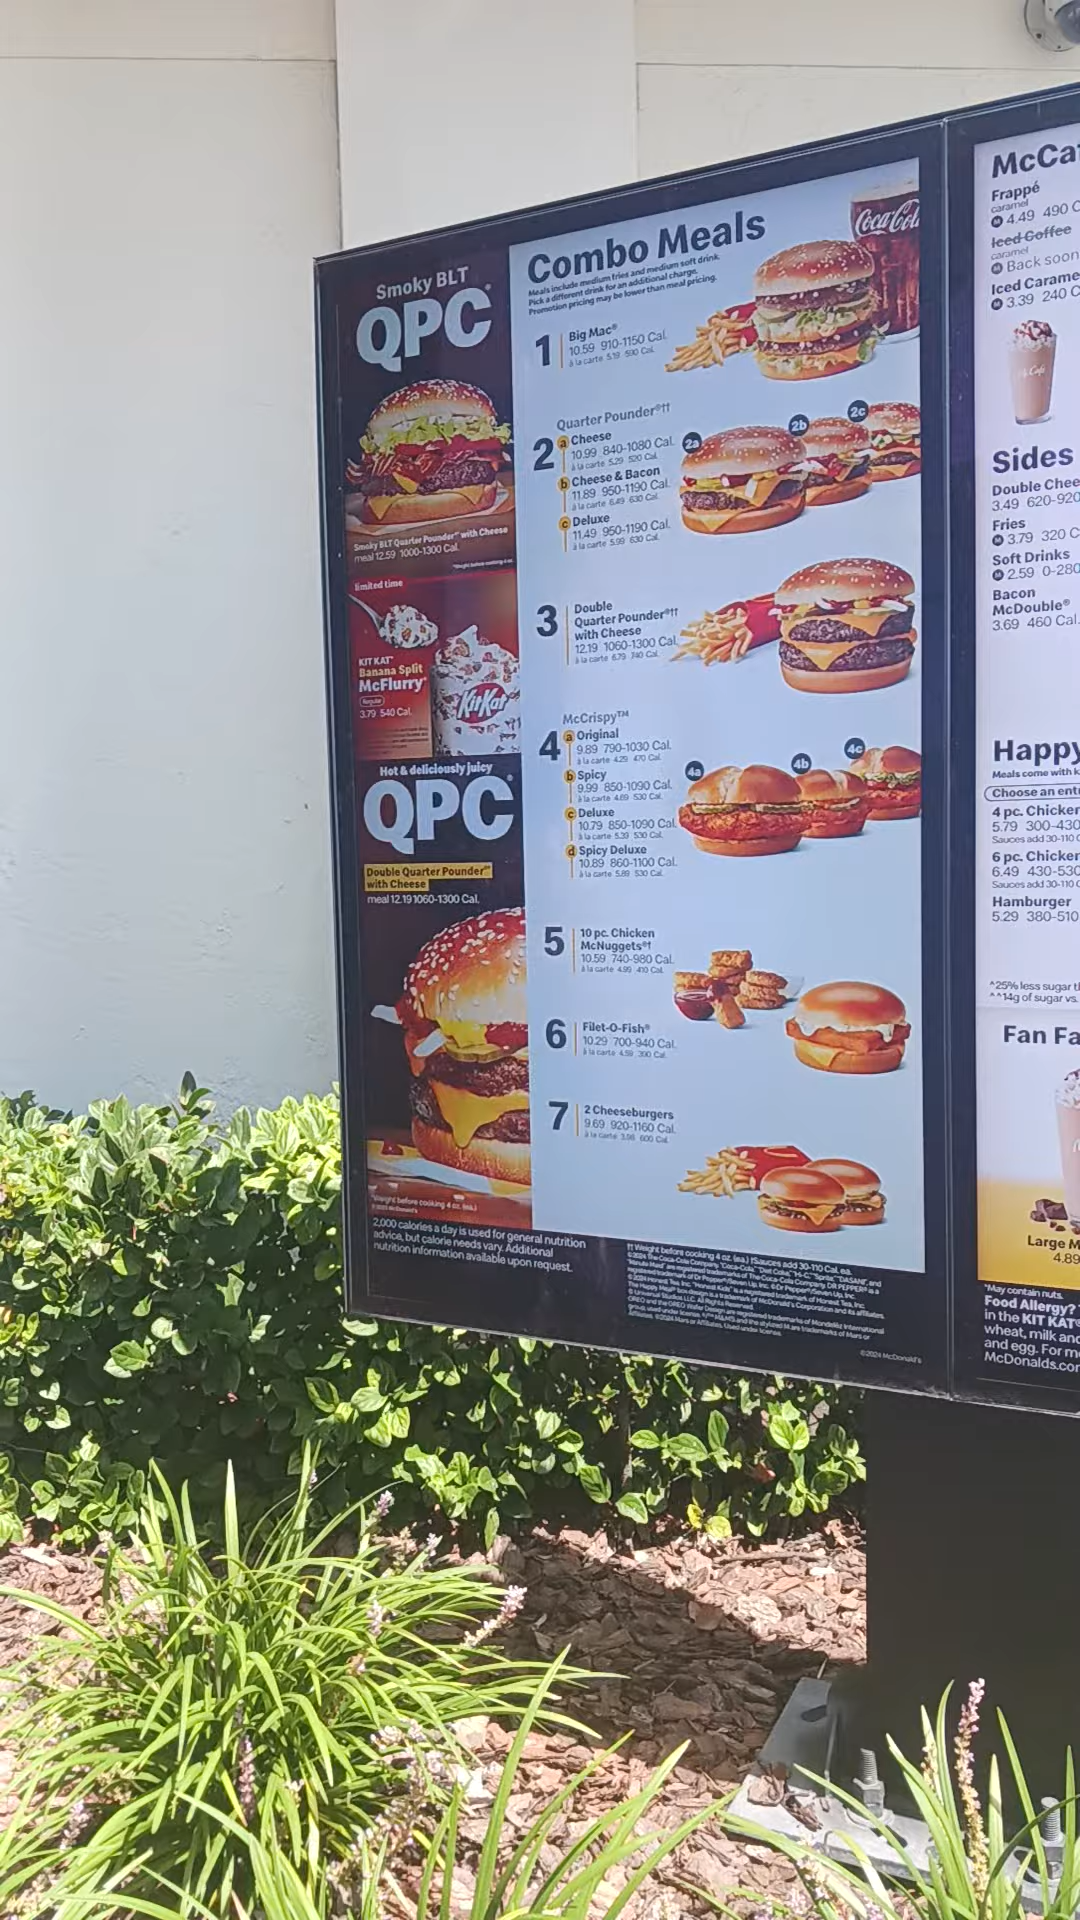 Smoky BLT
QPC®
Smoky BLT Quarter Pounder®* with Cheese
meal 12.59 1000-1300 Cal.
*Weight before cooking 4 oz.
limited time
KIT KAT®
Banana Split
McFlurry®
Regular
3.79 540 Cal.
KitKat
Hot & deliciously juicy
QPC®
Double Quarter Pounder®*
with Cheese
meal 12.19 1060-1300 Cal.
*Weight before cooking 4 oz. (ea.)
©2023 McDonald's
2,000 calories a day is used for general nutrition
advice, but calorie needs vary. Additional
nutrition information available upon request.
Combo Meals
Meals include medium fries and medium soft drink.
Pick a different drink for an additional charge.
Promotion pricing may be lower than meal pricing.
Coca-Cola
1
Big Mac®
10.59 910-1150 Cal.
à la carte 5.19 590 Cal.
Quarter Pounder®††
2
a Cheese
10.99 840-1080 Cal.
à la carte 5.29 520 Cal.
b Cheese & Bacon
11.89 950-1190 Cal.
à la carte 6.49 630 Cal.
c Deluxe
11.49 950-1190 Cal.
à la carte 5.99 630 Cal.
2a
2b
2c
3
Double
Quarter Pounder®††
with Cheese
12.19 1060-1300 Cal.
à la carte 6.79 740 Cal.
McCrispy™
4
a Original
9.89 790-1030 Cal.
à la carte 4.29 470 Cal.
b Spicy
9.99 850-1090 Cal.
à la carte 4.69 530 Cal.
c Deluxe
10.79 850-1090 Cal.
à la carte 5.39 530 Cal.
d Spicy Deluxe
10.89 860-1100 Cal.
à la carte 5.89 530 Cal.
4a
4b
4c
5
10 pc. Chicken
McNuggets®†
10.59 740-980 Cal.
à la carte 4.99 410 Cal.
6
Filet-O-Fish®
10.29 700-940 Cal.
à la carte 4.59 390 Cal.
7
2 Cheeseburgers
9.69 920-1160 Cal.
à la carte 3.98 600 Cal.
†† Weight before cooking 4 oz. (ea.) †Sauces add 30-110 Cal. ea.
©2024 McDonald's
McCa
Frappé
caramel
M 4.49 490 C
Iced Coffee
caramel
M Back soon
Iced Carame
M 3.39 240 C
McCafé
Sides
Double Chee
3.49 620-920
Fries
M 3.79 320 C
Soft Drinks
M 2.59 0-280
Bacon
McDouble®
3.69 460 Cal.
Happy
Meals come with k
Choose an entr
4 pc. Chicken
5.79 300-430
Sauces add 30-110 C
6 pc. Chicken
6.49 430-530
Sauces add 30-110 C
Hamburger
5.29 380-510
^25% less sugar t
^^14g of sugar vs.
Fan Fa
Large M
4.89
*May contain nuts.
Food Allergy?
in the KIT KAT®
wheat, milk and
and egg. For mo
McDonalds.com